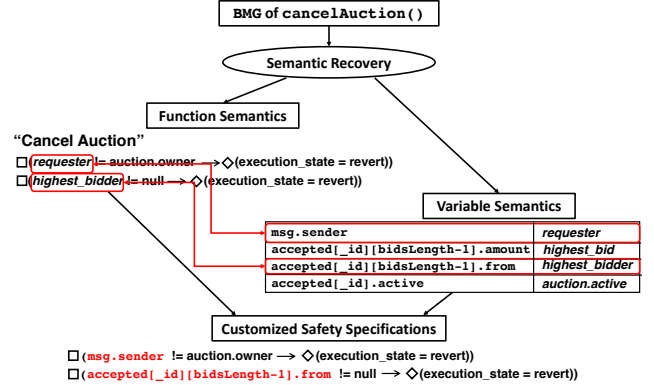 BMG of cancelAuction()
Semantic Recovery
Function Semantics
“Cancel Auction”
□(requester != auction.owner → ◇(execution_state = revert))
□(highest_bidder != null → ◇(execution_state = revert))
Variable Semantics
msg.sender requester
accepted[_id][bidsLength-1].amount highest_bid
accepted[_id][bidsLength-1].from highest_bidder
accepted[_id].active auction.active
Customized Safety Specifications
□(msg.sender != auction.owner → ◇(execution_state = revert))
□(accepted[_id][bidsLength-1].from != null → ◇(execution_state = revert))